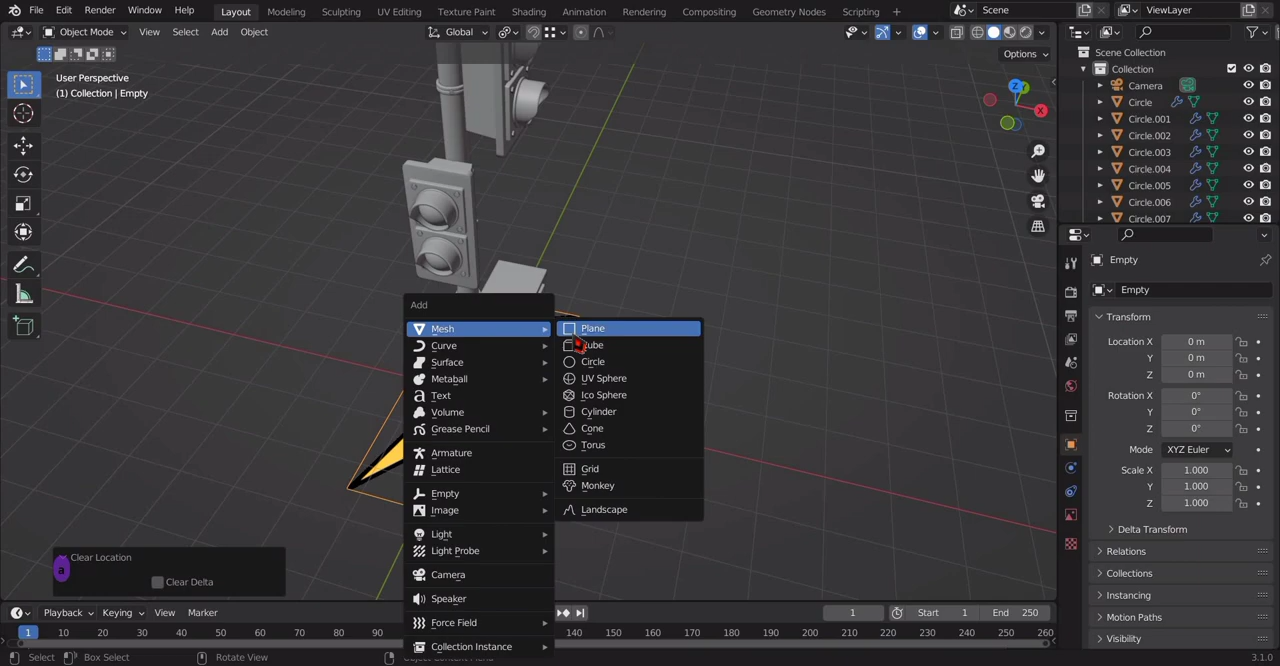 File Edit Render Window Help Layout Modeling Sculpting UV Editing Texture Paint Shading Animation Rendering Compositing Geometry Nodes Scripting + Scene ViewLayer
Object Mode View Select Add Object Global
Options
User Perspective
(1) Collection | Empty
Z
Y
X
Scene Collection
Collection
Camera
Circle
Circle.001
Circle.002
Circle.003
Circle.004
Circle.005
Circle.006
Circle.007
Add
Mesh
Curve
Surface
Metaball
Text
Volume
Grease Pencil
Armature
Lattice
Empty
Image
Light
Light Probe
Camera
Speaker
Force Field
Collection Instance
Plane
Cube
Circle
UV Sphere
Ico Sphere
Cylinder
Cone
Torus
Grid
Monkey
Landscape
Empty
Empty
Transform
Location X 0 m
Y 0 m
Z 0 m
Rotation X 0°
Y 0°
Z 0°
Mode XYZ Euler
Scale X 1.000
Y 1.000
Z 1.000
Delta Transform
Relations
Collections
Instancing
Motion Paths
Visibility
Clear Location
a
Clear Delta
Playback Keying View Marker 1 Start 1 End 250
1 10 20 30 40 50 60 70 80 90 140 150 160 170 180 190 200 210 220 230 240 250 260
Select Box Select Rotate View Object Context Menu 3.1.0